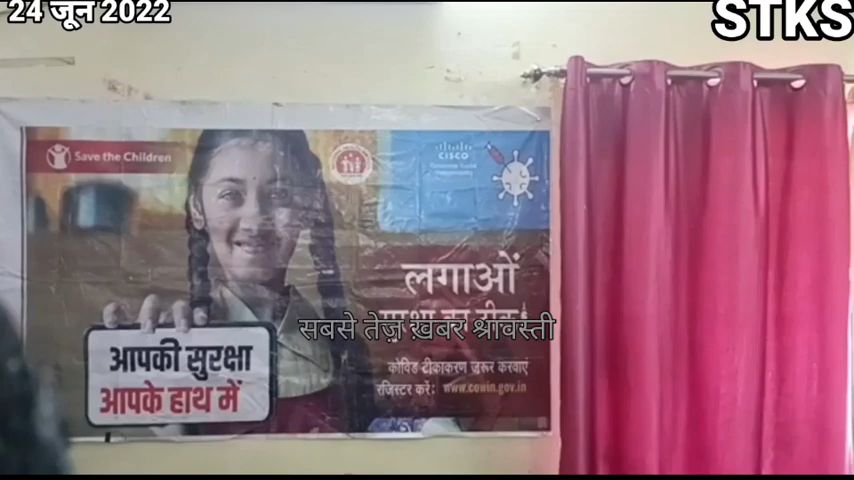 24 जून 2022
STKS
Save the Children
CISCO
लगाओं
सबसे तेज़ ख़बर श्रावस्ती
आपकी सुरक्षा
आपके हाथ में
कोविड टीकाकरण ज़रूर करवाएं
रजिस्टर करें: www.cowin.gov.in